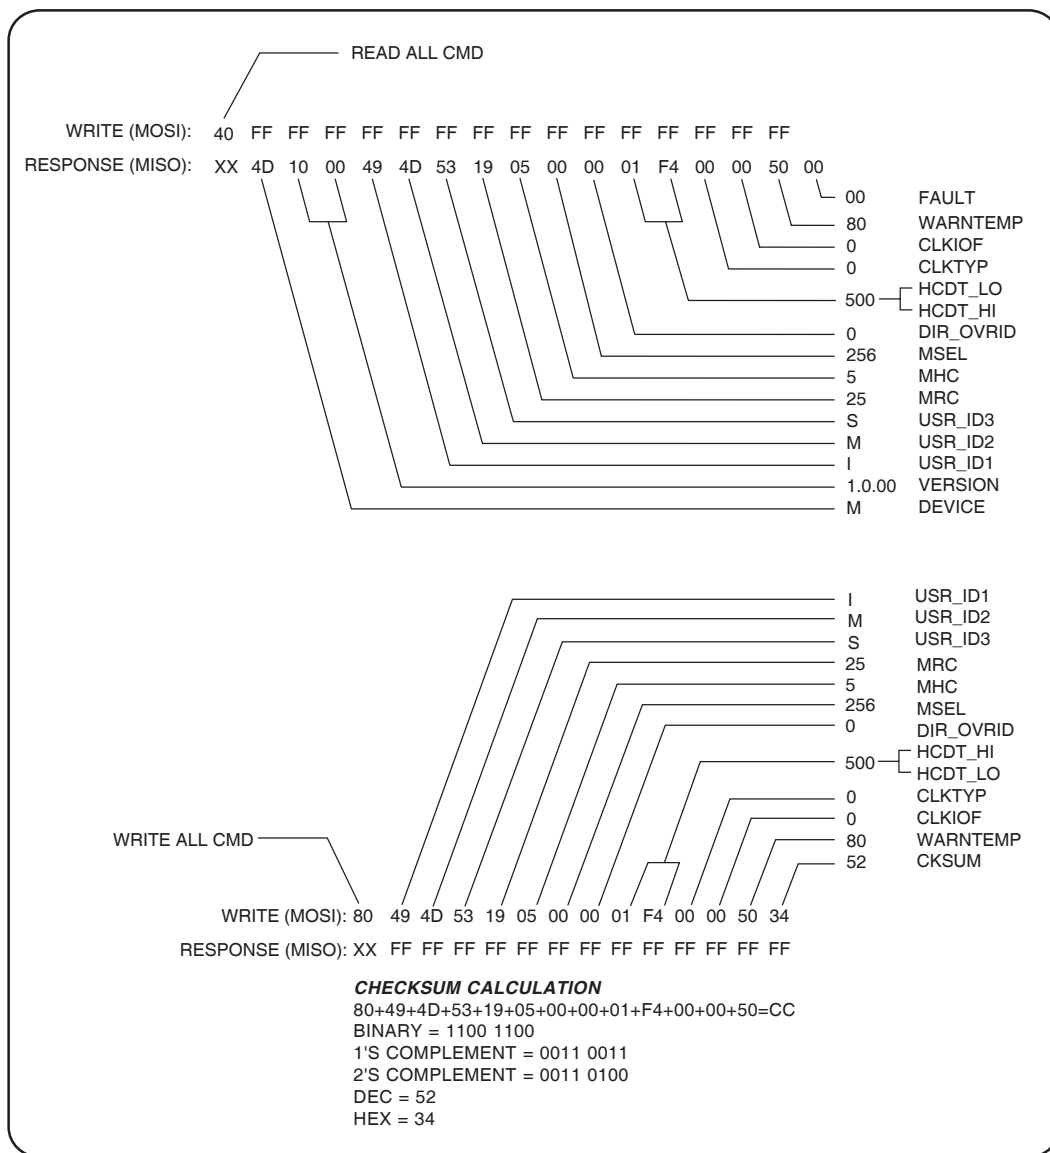 READ ALL CMD
WRITE (MOSI): 40 FF FF FF FF FF FF FF FF FF FF FF FF FF FF FF
RESPONSE (MISO): XX 4D 10 00 49 4D 53 19 05 00 00 01 F4 00 00 50 00
00 FAULT
80 WARNTEMP
0 CLKIOF
0 CLKTYP
HCDT_LO
500
HCDT_HI
0 DIR_OVRID
256 MSEL
5 MHC
25 MRC
S USR_ID3
M USR_ID2
I USR_ID1
1.0.00 VERSION
M DEVICE
I USR_ID1
M USR_ID2
S USR_ID3
25 MRC
5 MHC
256 MSEL
0 DIR_OVRID
HCDT_HI
500
HCDT_LO
0 CLKTYP
0 CLKIOF
WRITE ALL CMD 80 WARNTEMP
52 CKSUM
WRITE (MOSI): 80 49 4D 53 19 05 00 00 01 F4 00 00 50 34
RESPONSE (MISO): XX FF FF FF FF FF FF FF FF FF FF FF FF FF
CHECKSUM CALCULATION
80+49+4D+53+19+05+00+00+01+F4+00+00+50=CC
BINARY = 1100 1100
1'S COMPLEMENT = 0011 0011
2'S COMPLEMENT = 0011 0100
DEC = 52
HEX = 34